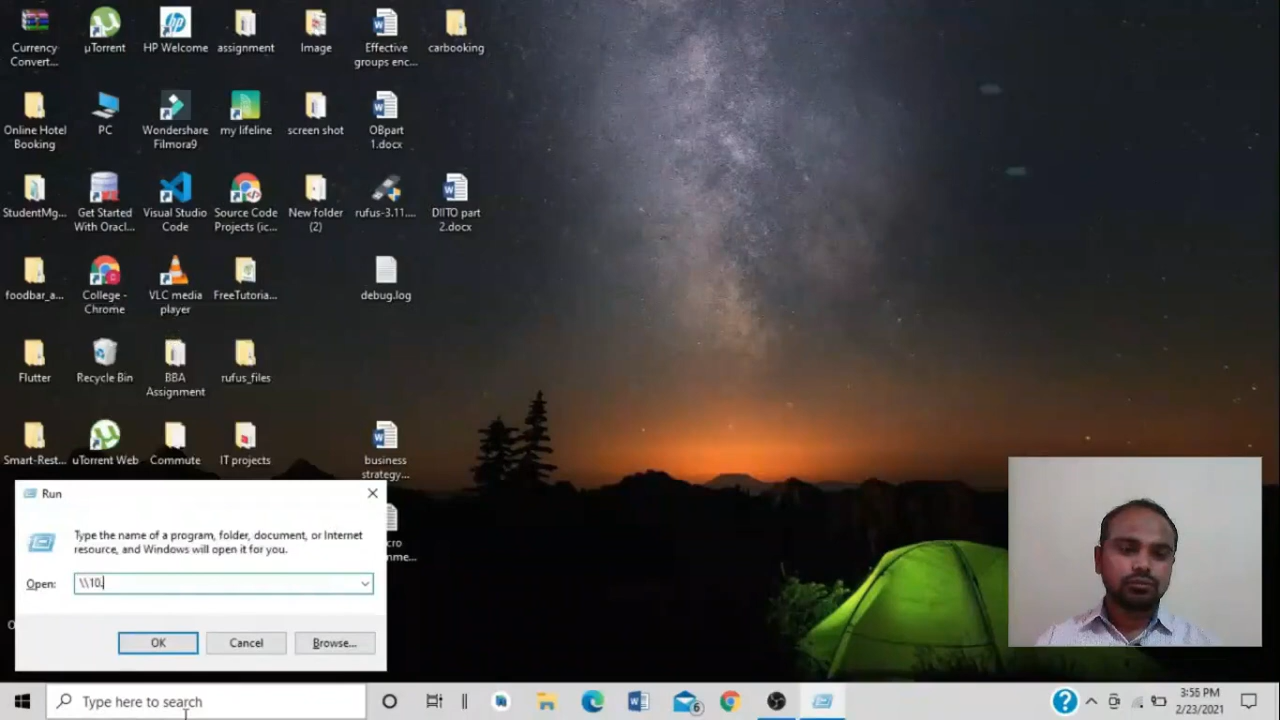 Currency
Convert...
µTorrent
HP Welcome
assignment
Image
Effective
groups enc...
carbooking
Online Hotel
Booking
PC
Wondershare
Filmora9
my lifeline
screen shot
OBpart
1.docx
StudentMg...
Get Started
With Oracl...
Visual Studio
Code
Source Code
Projects (ic...
New folder
(2)
rufus-3.11....
DIITO part
2.docx
foodbar_a...
College -
Chrome
VLC media
player
FreeTutoria...
debug.log
Flutter
Recycle Bin
BBA
Assignment
rufus_files
Smart-Rest...
uTorrent Web
Commute
IT projects
business
strategy...
Run
Type the name of a program, folder, document, or Internet
resource, and Windows will open it for you.
Open:
\\10.
OK
Cancel
Browse...
Type here to search
6
3:55 PM
2/23/2021